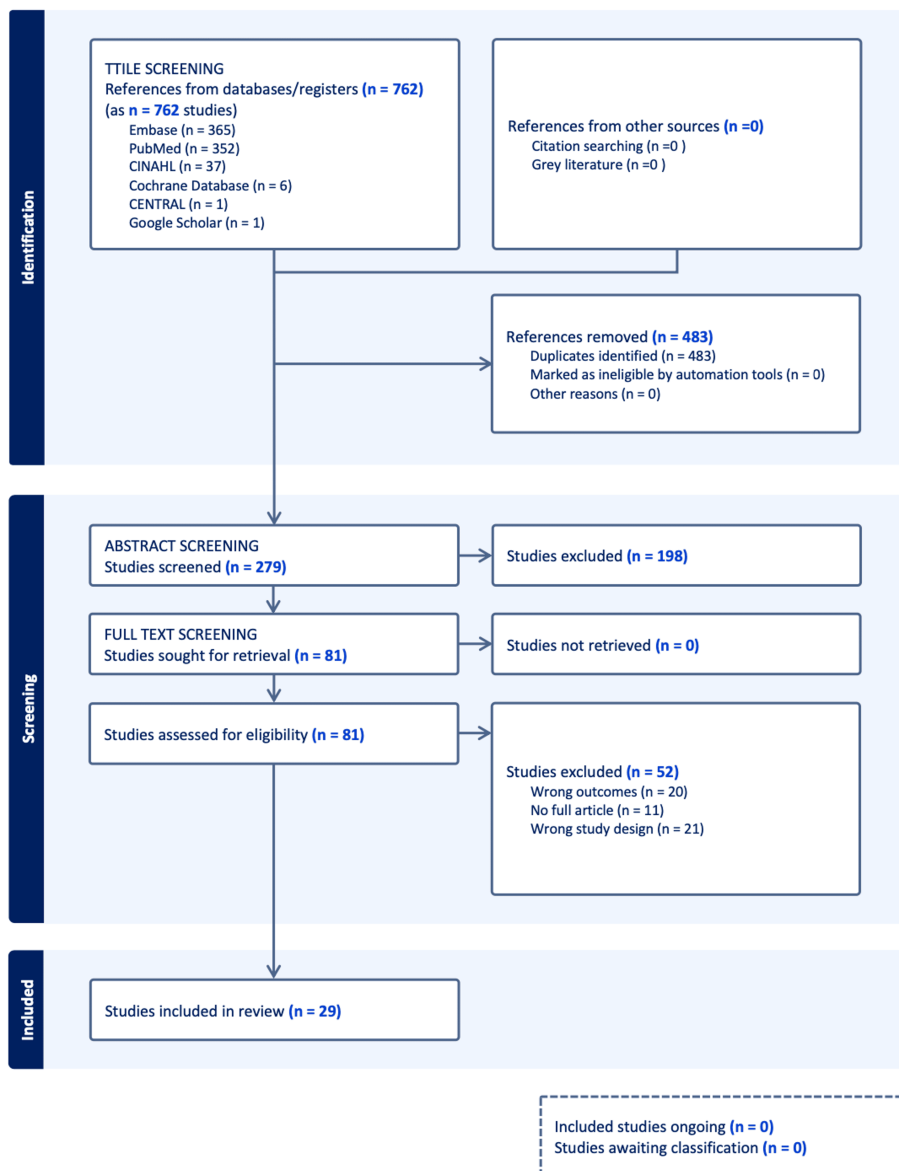 Identification
TTILE SCREENING
References from databases/registers (n = 762)
(as n = 762 studies)
Embase (n = 365)
PubMed (n = 352)
CINAHL (n = 37)
Cochrane Database (n = 6)
CENTRAL (n = 1)
Google Scholar (n = 1)
References from other sources (n =0)
Citation searching (n =0 )
Grey literature (n =0 )
References removed (n = 483)
Duplicates identified (n = 483)
Marked as ineligible by automation tools (n = 0)
Other reasons (n = 0)
Screening
ABSTRACT SCREENING
Studies screened (n = 279)
Studies excluded (n = 198)
FULL TEXT SCREENING
Studies sought for retrieval (n = 81)
Studies not retrieved (n = 0)
Studies assessed for eligibility (n = 81)
Studies excluded (n = 52)
Wrong outcomes (n = 20)
No full article (n = 11)
Wrong study design (n = 21)
Included
Studies included in review (n = 29)
Included studies ongoing (n = 0)
Studies awaiting classification (n = 0)